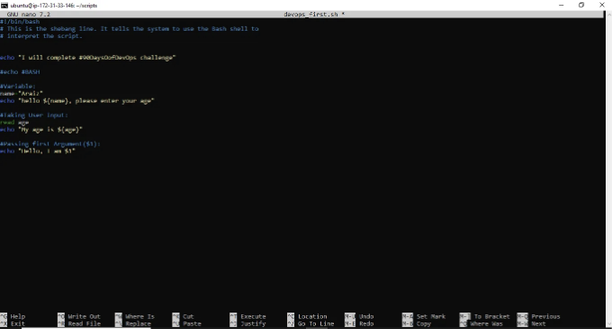 ubuntu@ip-172-31-33-146: ~/scripts
GNU nano 7.2 devops_first.sh *
#!/bin/bash
# This is the shebang line. It tells the system to use the Bash shell to
# interpret the script.
echo "I will complete #90DaysOofDevOps challenge"
#echo #BASH
#Variable:
echo "hello ${name}, please enter your age"
#Taking User input:
read age
echo "My age is ${age}"
#Passing first Argument($1):
echo "Hello, I am $1"
^G Help ^O Write Out ^W Where Is ^K Cut ^T Execute ^C Location M-U Undo M-A Set Mark M-] To Bracket M-Q Previous
^X Exit ^R Read File ^\ Replace ^U Paste ^J Justify ^/ Go To Line M-E Redo M-6 Copy ^Q Where Was M-W Next